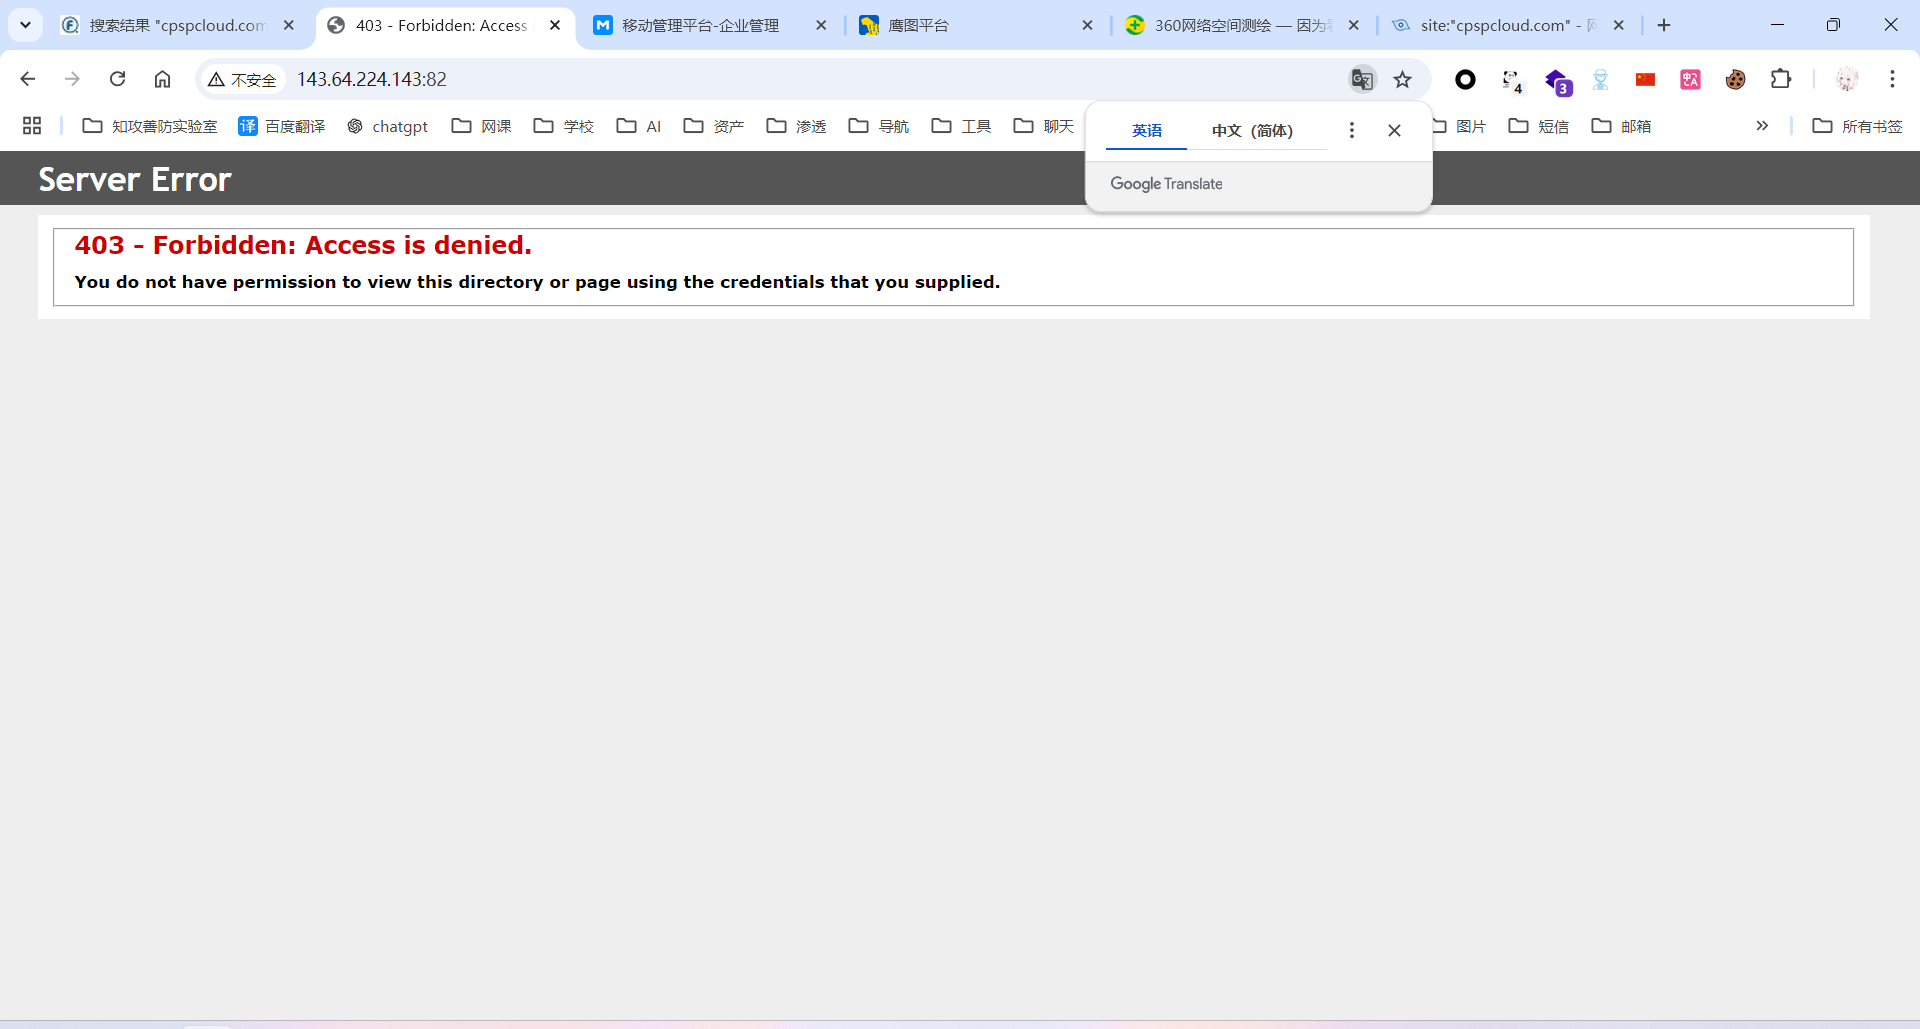 搜索结果 "cpspcloud.com
403 - Forbidden: Access
移动管理平台-企业管理
鹰图平台
360网络空间测绘 — 因为
site:"cpspcloud.com" -
不安全
143.64.224.143:82
4
3
知攻善防实验室
译 百度翻译
chatgpt
网课
学校
AI
资产
渗透
导航
工具
聊天
图片
短信
邮箱
所有书签
英语
中文（简体）
Google Translate
Server Error
403 - Forbidden: Access is denied.
You do not have permission to view this directory or page using the credentials that you supplied.